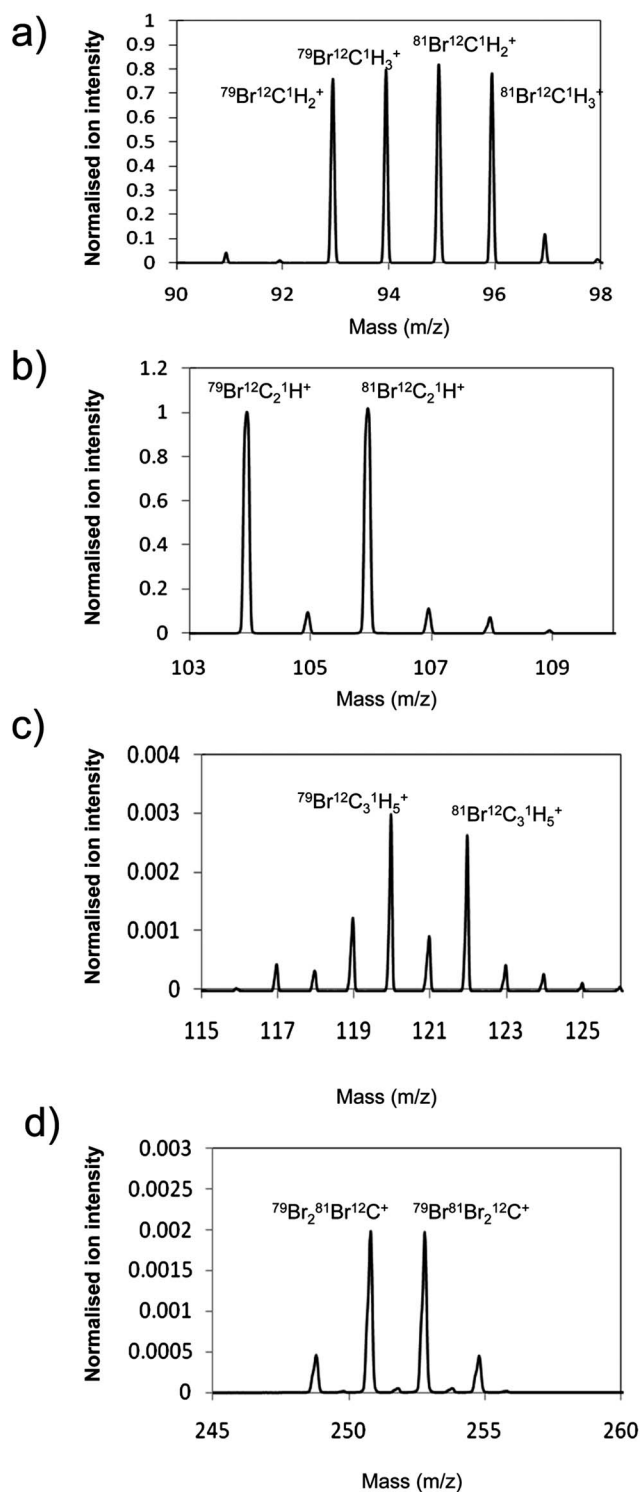 a)
Normalised ion intensity
1
0.9
0.8
0.7
0.6
0.5
0.4
0.3
0.2
0.1
0
⁷⁹Br¹²C¹H₂⁺
⁷⁹Br¹²C¹H₃⁺
⁸¹Br¹²C¹H₂⁺
⁸¹Br¹²C¹H₃⁺
90 92 94 96 98
Mass (m/z)
b)
Normalised ion intensity
1.2
1
0.8
0.6
0.4
0.2
0
⁷⁹Br¹²C₂¹H⁺ ⁸¹Br¹²C₂¹H⁺
103 105 107 109
Mass (m/z)
c)
Normalised ion intensity
0.004
0.003
0.002
0.001
0
⁷⁹Br¹²C₃¹H₅⁺ ⁸¹Br¹²C₃¹H₅⁺
115 117 119 121 123 125
Mass (m/z)
d)
Normalised ion intensity
0.003
0.0025
0.002
0.0015
0.001
0.0005
0
⁷⁹Br₂⁸¹Br¹²C⁺ ⁷⁹Br⁸¹Br₂¹²C⁺
245 250 255 260
Mass (m/z)